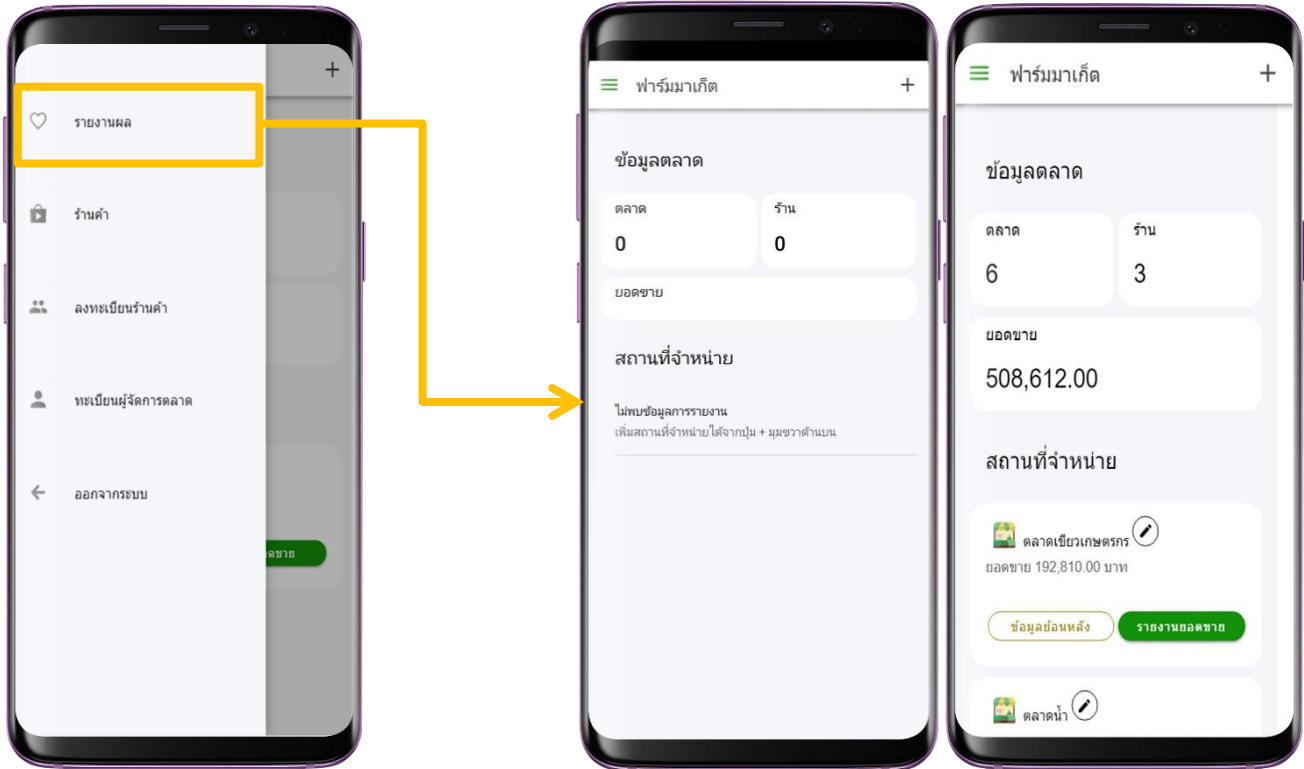 +
รายงานผล
ร้านค้า
ลงทะเบียนร้านค้า
ทะเบียนผู้จัดการตลาด
ออกจากระบบ
ดขาย
ฟาร์มมาเก็ต +
ข้อมูลตลาด
ตลาด ร้าน
0 0
ยอดขาย
สถานที่จำหน่าย
ไม่พบข้อมูลการรายงาน
เพิ่มสถานที่จำหน่ายได้จากปุ่ม + มุมขวาด้านบน
ฟาร์มมาเก็ต +
ข้อมูลตลาด
ตลาด ร้าน
6 3
ยอดขาย
508,612.00
สถานที่จำหน่าย
ตลาดเขียวเกษตรกร
ยอดขาย 192,810.00 บาท
ข้อมูลย้อนหลัง รายงานยอดขาย
ตลาดน้ำ